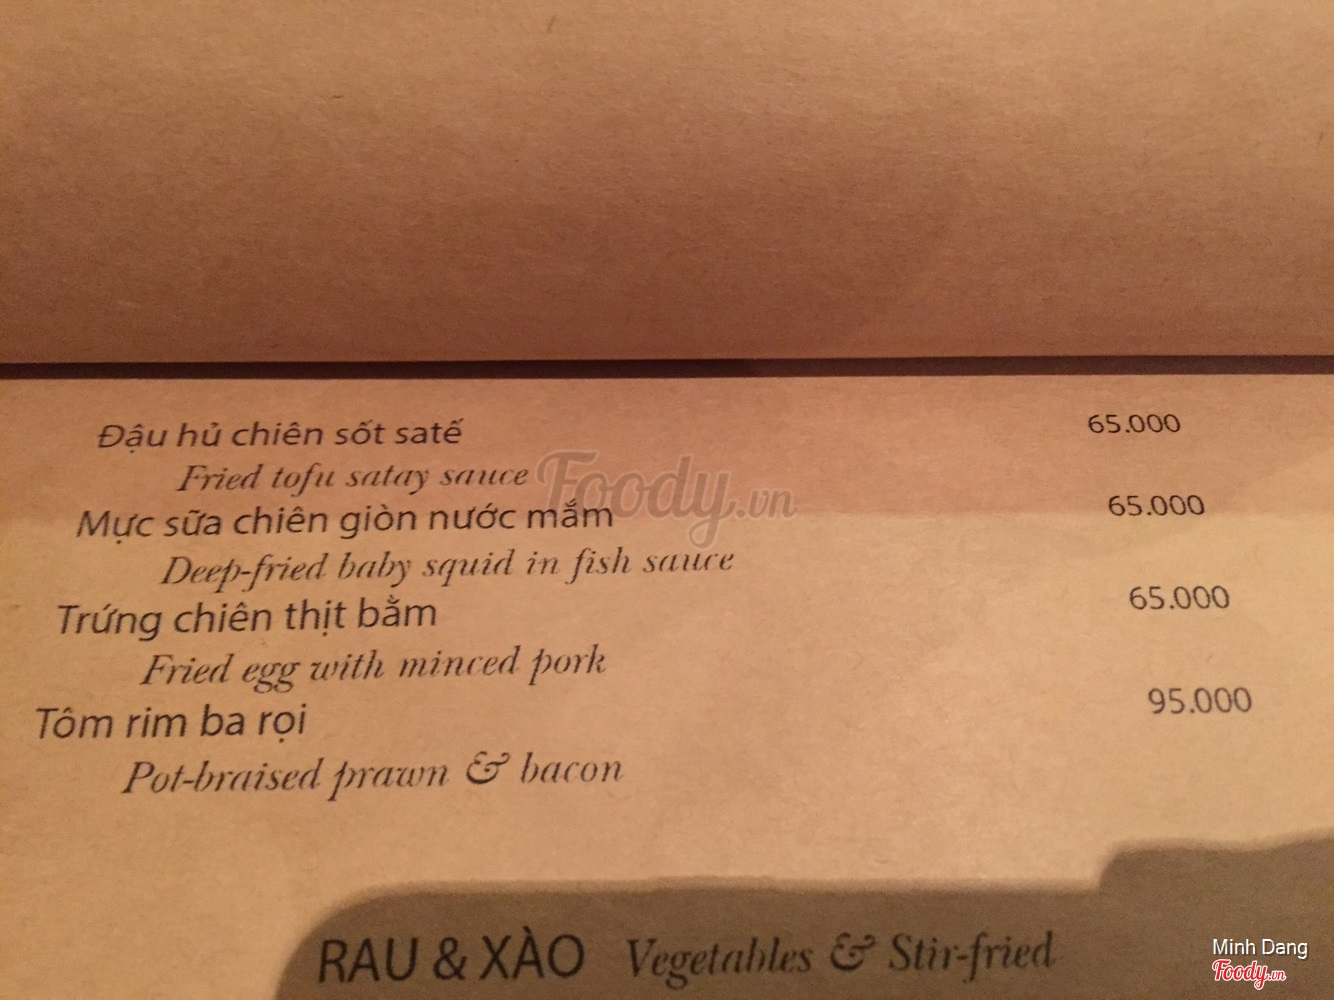 Đậu hủ chiên sốt satế 65.000
Fried tofu satay sauce
Foody.vn
Mực sữa chiên giòn nước mắm 65.000
Deep-fried baby squid in fish sauce
Trứng chiên thịt bằm 65.000
Fried egg with minced pork
Tôm rim ba rọi 95.000
Pot-braised prawn & bacon
RAU & XÀO Vegetables & Stir-fried
Minh Dang
Foody.vn